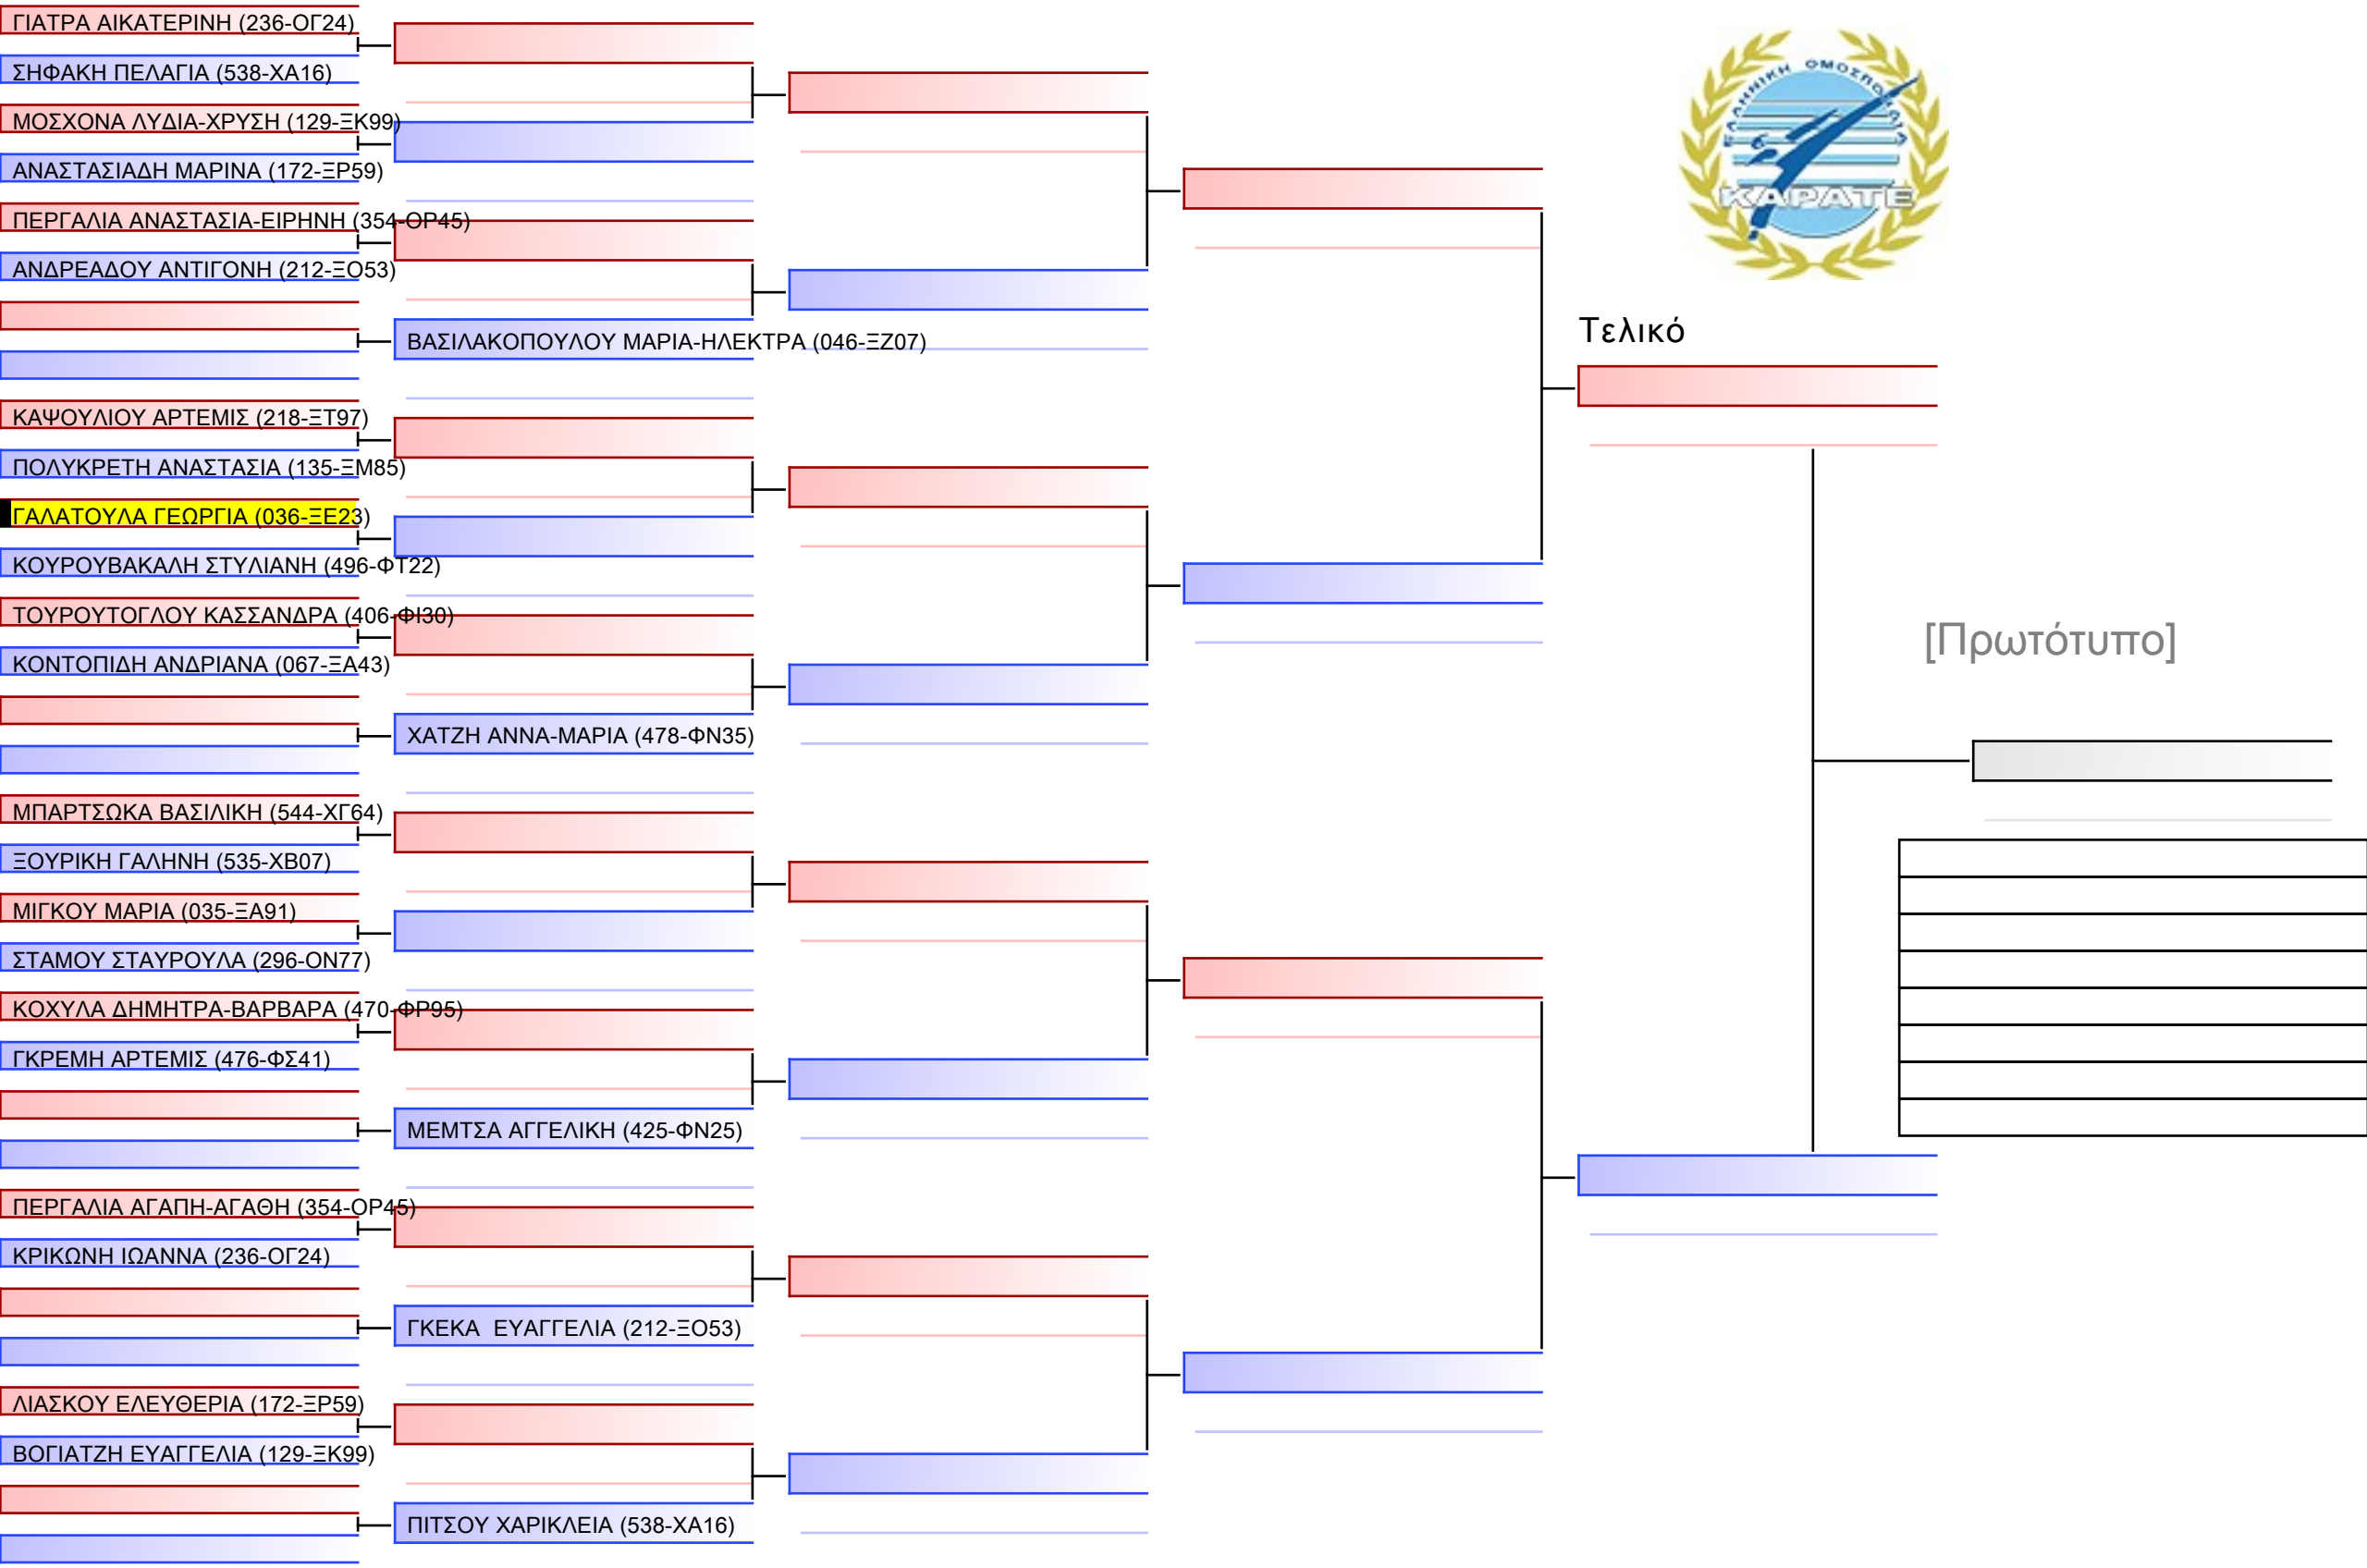 ΓΙΑΤΡΑ ΑΙΚΑΤΕΡΙΝΗ (236-ΟΓ24)
ΣΗΦΑΚΗ ΠΕΛΑΓΙΑ (538-ΧΑ16)
ΜΟΣΧΟΝΑ ΛΥΔΙΑ-ΧΡΥΣΗ (129-ΞΚ99)
ΑΝΑΣΤΑΣΙΑΔΗ ΜΑΡΙΝΑ (172-ΞΡ59)
ΠΕΡΓΑΛΙΑ ΑΝΑΣΤΑΣΙΑ-ΕΙΡΗΝΗ (354-ΟΡ45)
ΑΝΔΡΕΑΔΟΥ ΑΝΤΙΓΟΝΗ (212-ΞΟ53)
ΒΑΣΙΛΑΚΟΠΟΥΛΟΥ ΜΑΡΙΑ-ΗΛΕΚΤΡΑ (046-ΞΖ07)
ΚΑΨΟΥΛΙΟΥ ΑΡΤΕΜΙΣ (218-ΞΤ97)
ΠΟΛΥΚΡΕΤΗ ΑΝΑΣΤΑΣΙΑ (135-ΞΜ85)
ΓΑΛΑΤΟΥΛΑ ΓΕΩΡΓΙΑ (036-ΞΕ23)
ΚΟΥΡΟΥΒΑΚΑΛΗ ΣΤΥΛΙΑΝΗ (496-ΦΤ22)
ΤΟΥΡΟΥΤΟΓΛΟΥ ΚΑΣΣΑΝΔΡΑ (406-ΦΙ30)
ΚΟΝΤΟΠΙΔΗ ΑΝΔΡΙΑΝΑ (067-ΞΑ43)
ΧΑΤΖΗ ΑΝΝΑ-ΜΑΡΙΑ (478-ΦΝ35)
ΜΠΑΡΤΣΩΚΑ ΒΑΣΙΛΙΚΗ (544-ΧΓ64)
ΞΟΥΡΙΚΗ ΓΑΛΗΝΗ (535-ΧΒ07)
ΜΙΓΚΟΥ ΜΑΡΙΑ (035-ΞΑ91)
ΣΤΑΜΟΥ ΣΤΑΥΡΟΥΛΑ (296-ΟΝ77)
ΚΟΧΥΛΑ ΔΗΜΗΤΡΑ-ΒΑΡΒΑΡΑ (470-ΦΡ95)
ΓΚΡΕΜΗ ΑΡΤΕΜΙΣ (476-ΦΣ41)
ΜΕΜΤΣΑ ΑΓΓΕΛΙΚΗ (425-ΦΝ25)
ΠΕΡΓΑΛΙΑ ΑΓΑΠΗ-ΑΓΑΘΗ (354-ΟΡ45)
ΚΡΙΚΩΝΗ ΙΩΑΝΝΑ (236-ΟΓ24)
ΓΚΕΚΑ  ΕΥΑΓΓΕΛΙΑ (212-ΞΟ53)
ΛΙΑΣΚΟΥ ΕΛΕΥΘΕΡΙΑ (172-ΞΡ59)
ΒΟΓΙΑΤΖΗ ΕΥΑΓΓΕΛΙΑ (129-ΞΚ99)
ΠΙΤΣΟΥ ΧΑΡΙΚΛΕΙΑ (538-ΧΑ16)
ΕΛΛΗΝΙΚΗ ΟΜΟΣΠΟΝΔΙΑ
ΚΑΡΑΤΕ
Τελικό
[Πρωτότυπο]